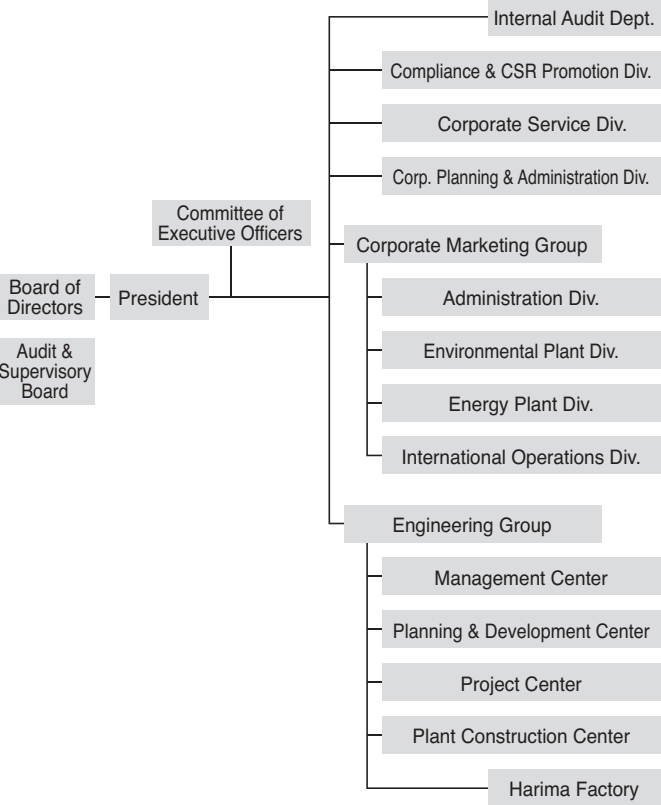 Internal Audit Dept.
Compliance & CSR Promotion Div.
Corporate Service Div.
Corp. Planning & Administration Div.
Committee of
Executive Officers
Corporate Marketing Group
Board of
Directors
President
Administration Div.
Audit &
Supervisory
Board
Environmental Plant Div.
Energy Plant Div.
International Operations Div.
Engineering Group
Management Center
Planning & Development Center
Project Center
Plant Construction Center
Harima Factory